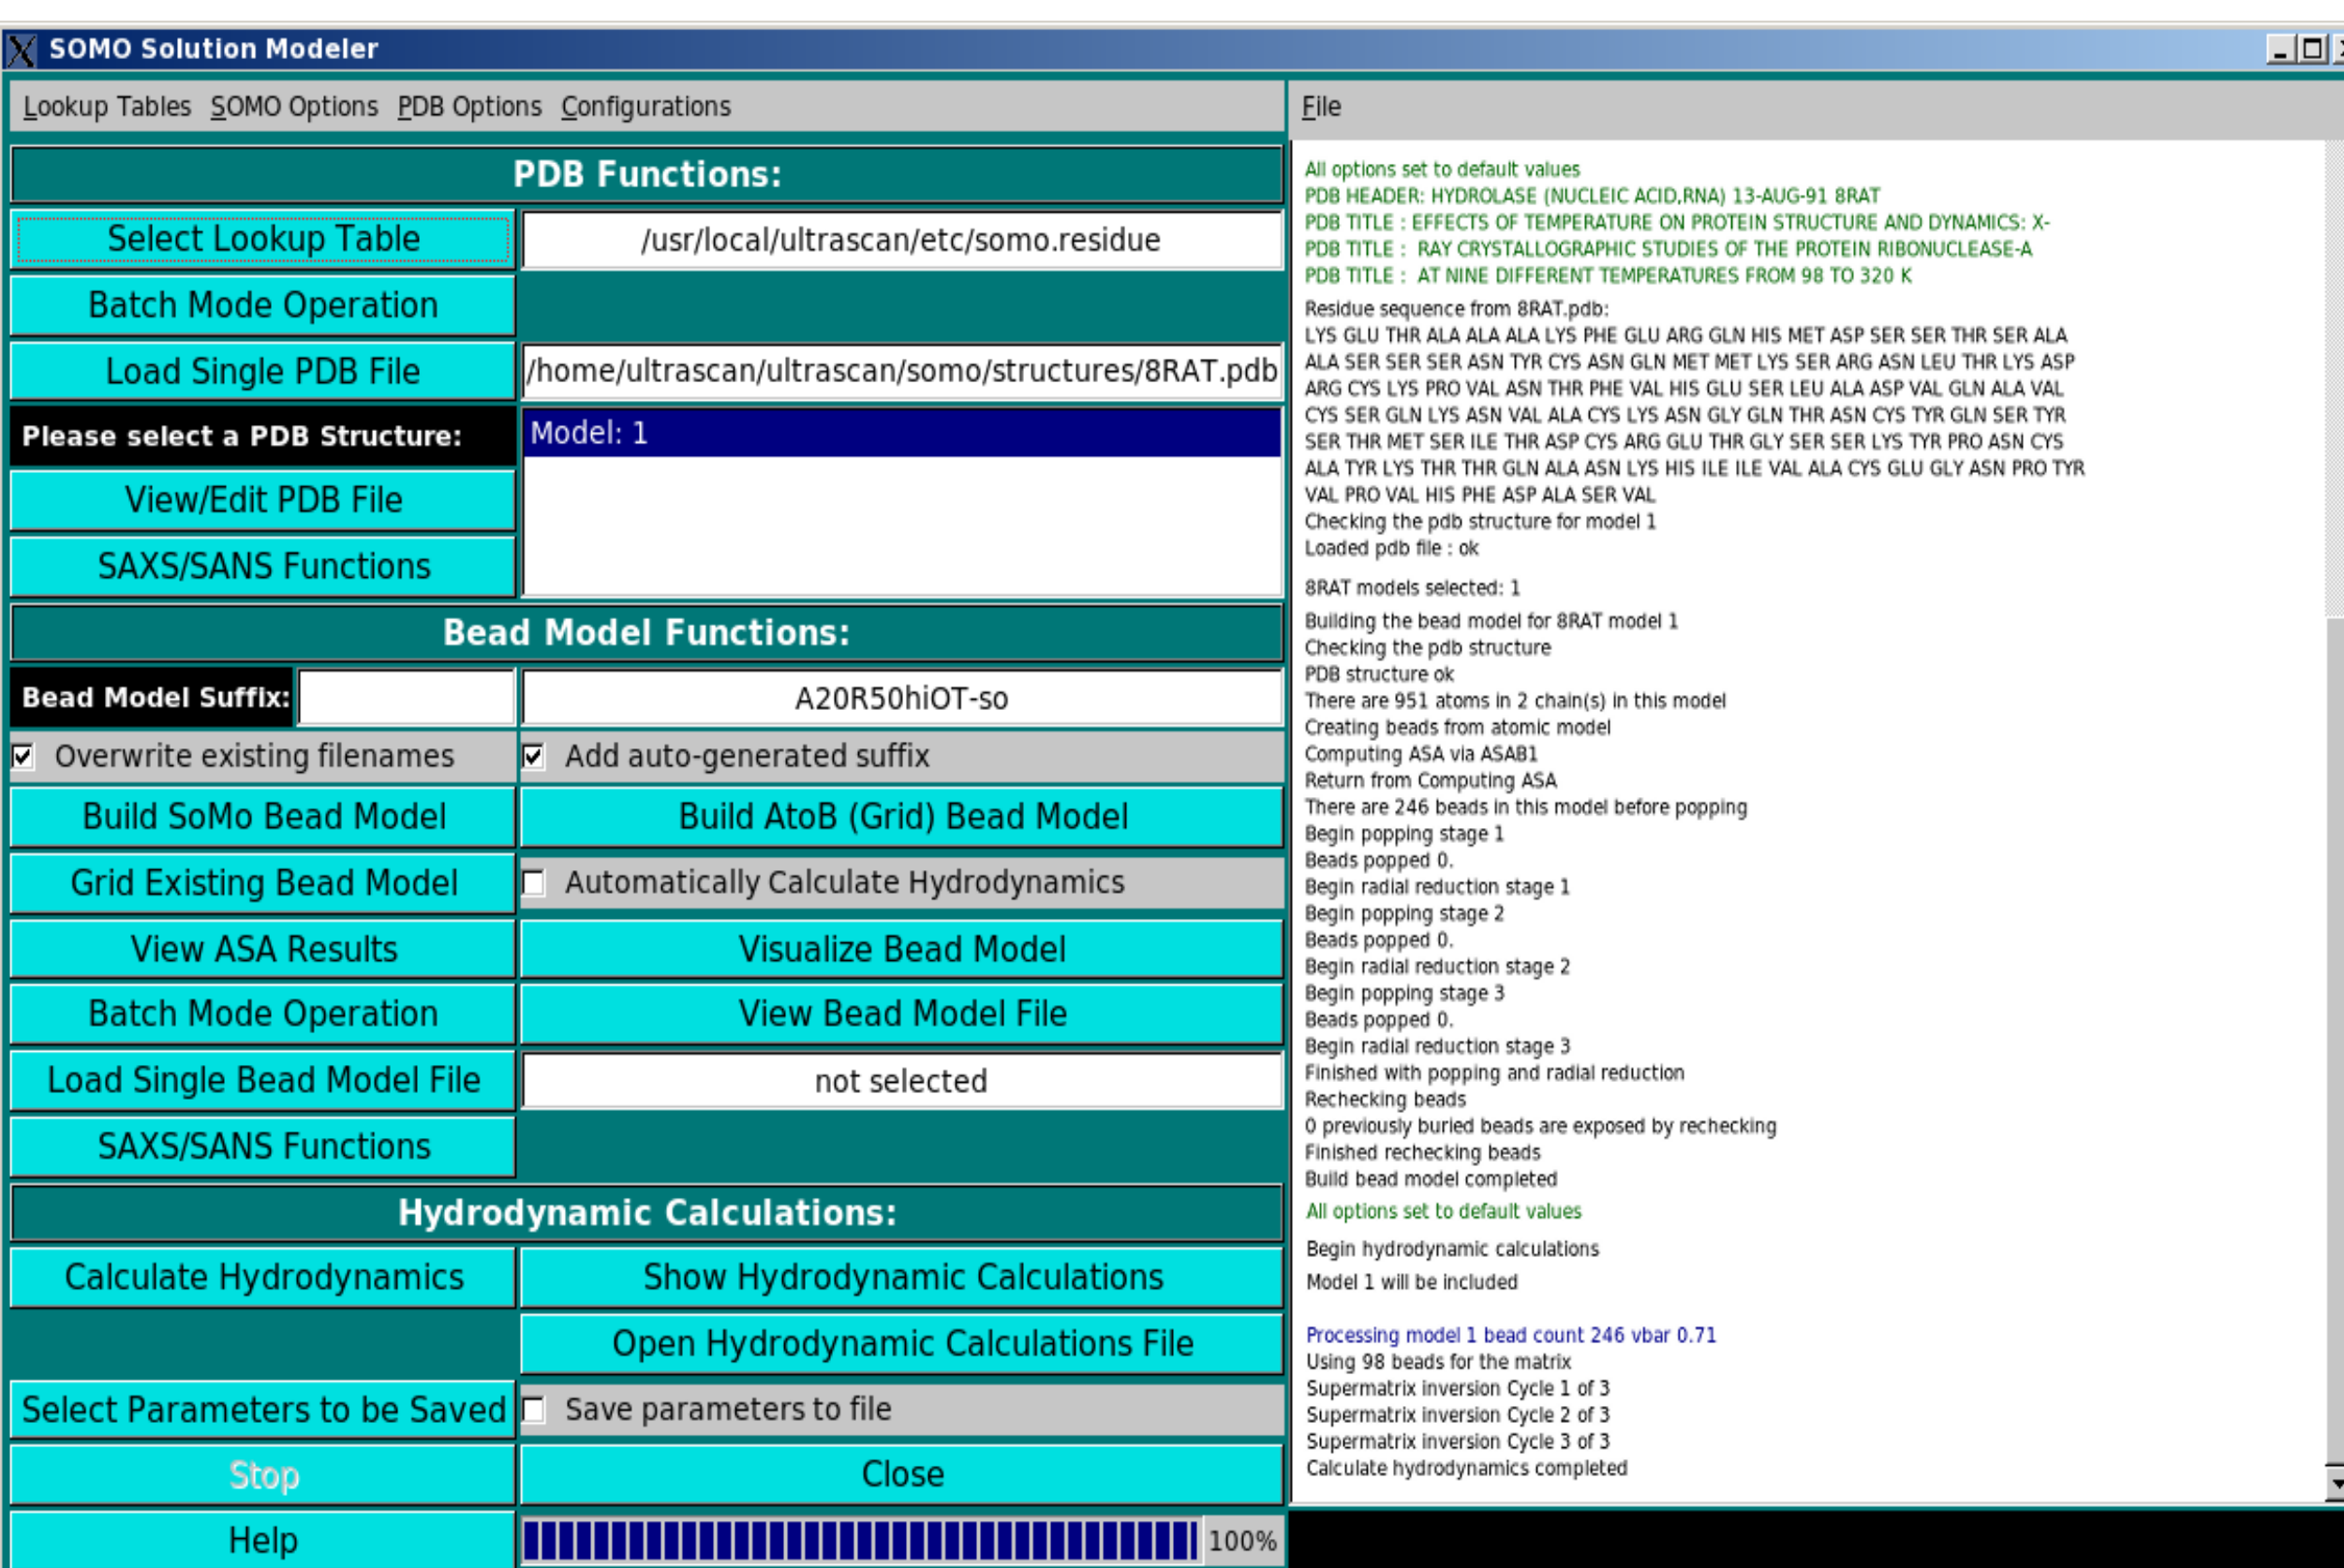 SOMO Solution Modeler
Lookup Tables SOMO Options PDB Options Configurations
PDB Functions:
Select Lookup Table /usr/local/ultrascan/etc/somo.residue
Batch Mode Operation
Load Single PDB File /home/ultrascan/ultrascan/somo/structures/8RAT.pdb
Please select a PDB Structure: Model: 1
View/Edit PDB File
SAXS/SANS Functions
Bead Model Functions:
Bead Model Suffix: A20R50hiOT-so
Overwrite existing filenames Add auto-generated suffix
Build SoMo Bead Model Build AtoB (Grid) Bead Model
Grid Existing Bead Model Automatically Calculate Hydrodynamics
View ASA Results Visualize Bead Model
Batch Mode Operation View Bead Model File
Load Single Bead Model File not selected
SAXS/SANS Functions
Hydrodynamic Calculations:
Calculate Hydrodynamics Show Hydrodynamic Calculations
Open Hydrodynamic Calculations File
Select Parameters to be Saved Save parameters to file
Stop Close
Help 100%
File
All options set to default values
PDB HEADER: HYDROLASE (NUCLEIC ACID,RNA) 13-AUG-91 8RAT
PDB TITLE : EFFECTS OF TEMPERATURE ON PROTEIN STRUCTURE AND DYNAMICS: X-
PDB TITLE : RAY CRYSTALLOGRAPHIC STUDIES OF THE PROTEIN RIBONUCLEASE-A
PDB TITLE : AT NINE DIFFERENT TEMPERATURES FROM 98 TO 320 K
Residue sequence from 8RAT.pdb:
LYS GLU THR ALA ALA ALA LYS PHE GLU ARG GLN HIS MET ASP SER SER THR SER ALA
ALA SER SER SER ASN TYR CYS ASN GLN MET MET LYS SER ARG ASN LEU THR LYS ASP
ARG CYS LYS PRO VAL ASN THR PHE VAL HIS GLU SER LEU ALA ASP VAL GLN ALA VAL
CYS SER GLN LYS ASN VAL ALA CYS LYS ASN GLY GLN THR ASN CYS TYR GLN SER TYR
SER THR MET SER ILE THR ASP CYS ARG GLU THR GLY SER SER LYS TYR PRO ASN CYS
ALA TYR LYS THR THR GLN ALA ASN LYS HIS ILE ILE VAL ALA CYS GLU GLY ASN PRO TYR
VAL PRO VAL HIS PHE ASP ALA SER VAL
Checking the pdb structure for model 1
Loaded pdb file : ok
8RAT models selected: 1
Building the bead model for 8RAT model 1
Checking the pdb structure
PDB structure ok
There are 951 atoms in 2 chain(s) in this model
Creating beads from atomic model
Computing ASA via ASAB1
Return from Computing ASA
There are 246 beads in this model before popping
Begin popping stage 1
Beads popped 0.
Begin radial reduction stage 1
Begin popping stage 2
Beads popped 0.
Begin radial reduction stage 2
Begin popping stage 3
Beads popped 0.
Begin radial reduction stage 3
Finished with popping and radial reduction
Rechecking beads
0 previously buried beads are exposed by rechecking
Finished rechecking beads
Build bead model completed
All options set to default values
Begin hydrodynamic calculations
Model 1 will be included
Processing model 1 bead count 246 vbar 0.71
Using 98 beads for the matrix
Supermatrix inversion Cycle 1 of 3
Supermatrix inversion Cycle 2 of 3
Supermatrix inversion Cycle 3 of 3
Calculate hydrodynamics completed